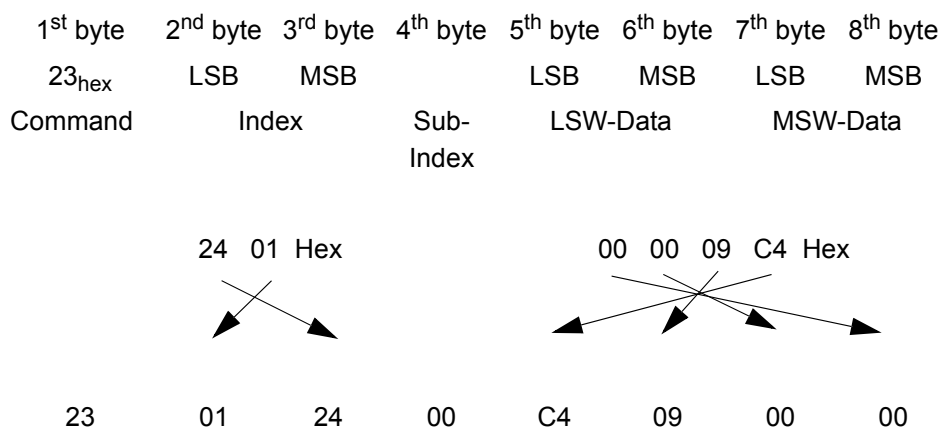 1st byte 2nd byte 3rd byte 4th byte 5th byte 6th byte 7th byte 8th byte
23hex LSB MSB LSB MSB LSB MSB
Command Index Sub- LSW-Data MSW-Data
Index
24 01 Hex 00 00 09 C4 Hex
23 01 24 00 C4 09 00 00